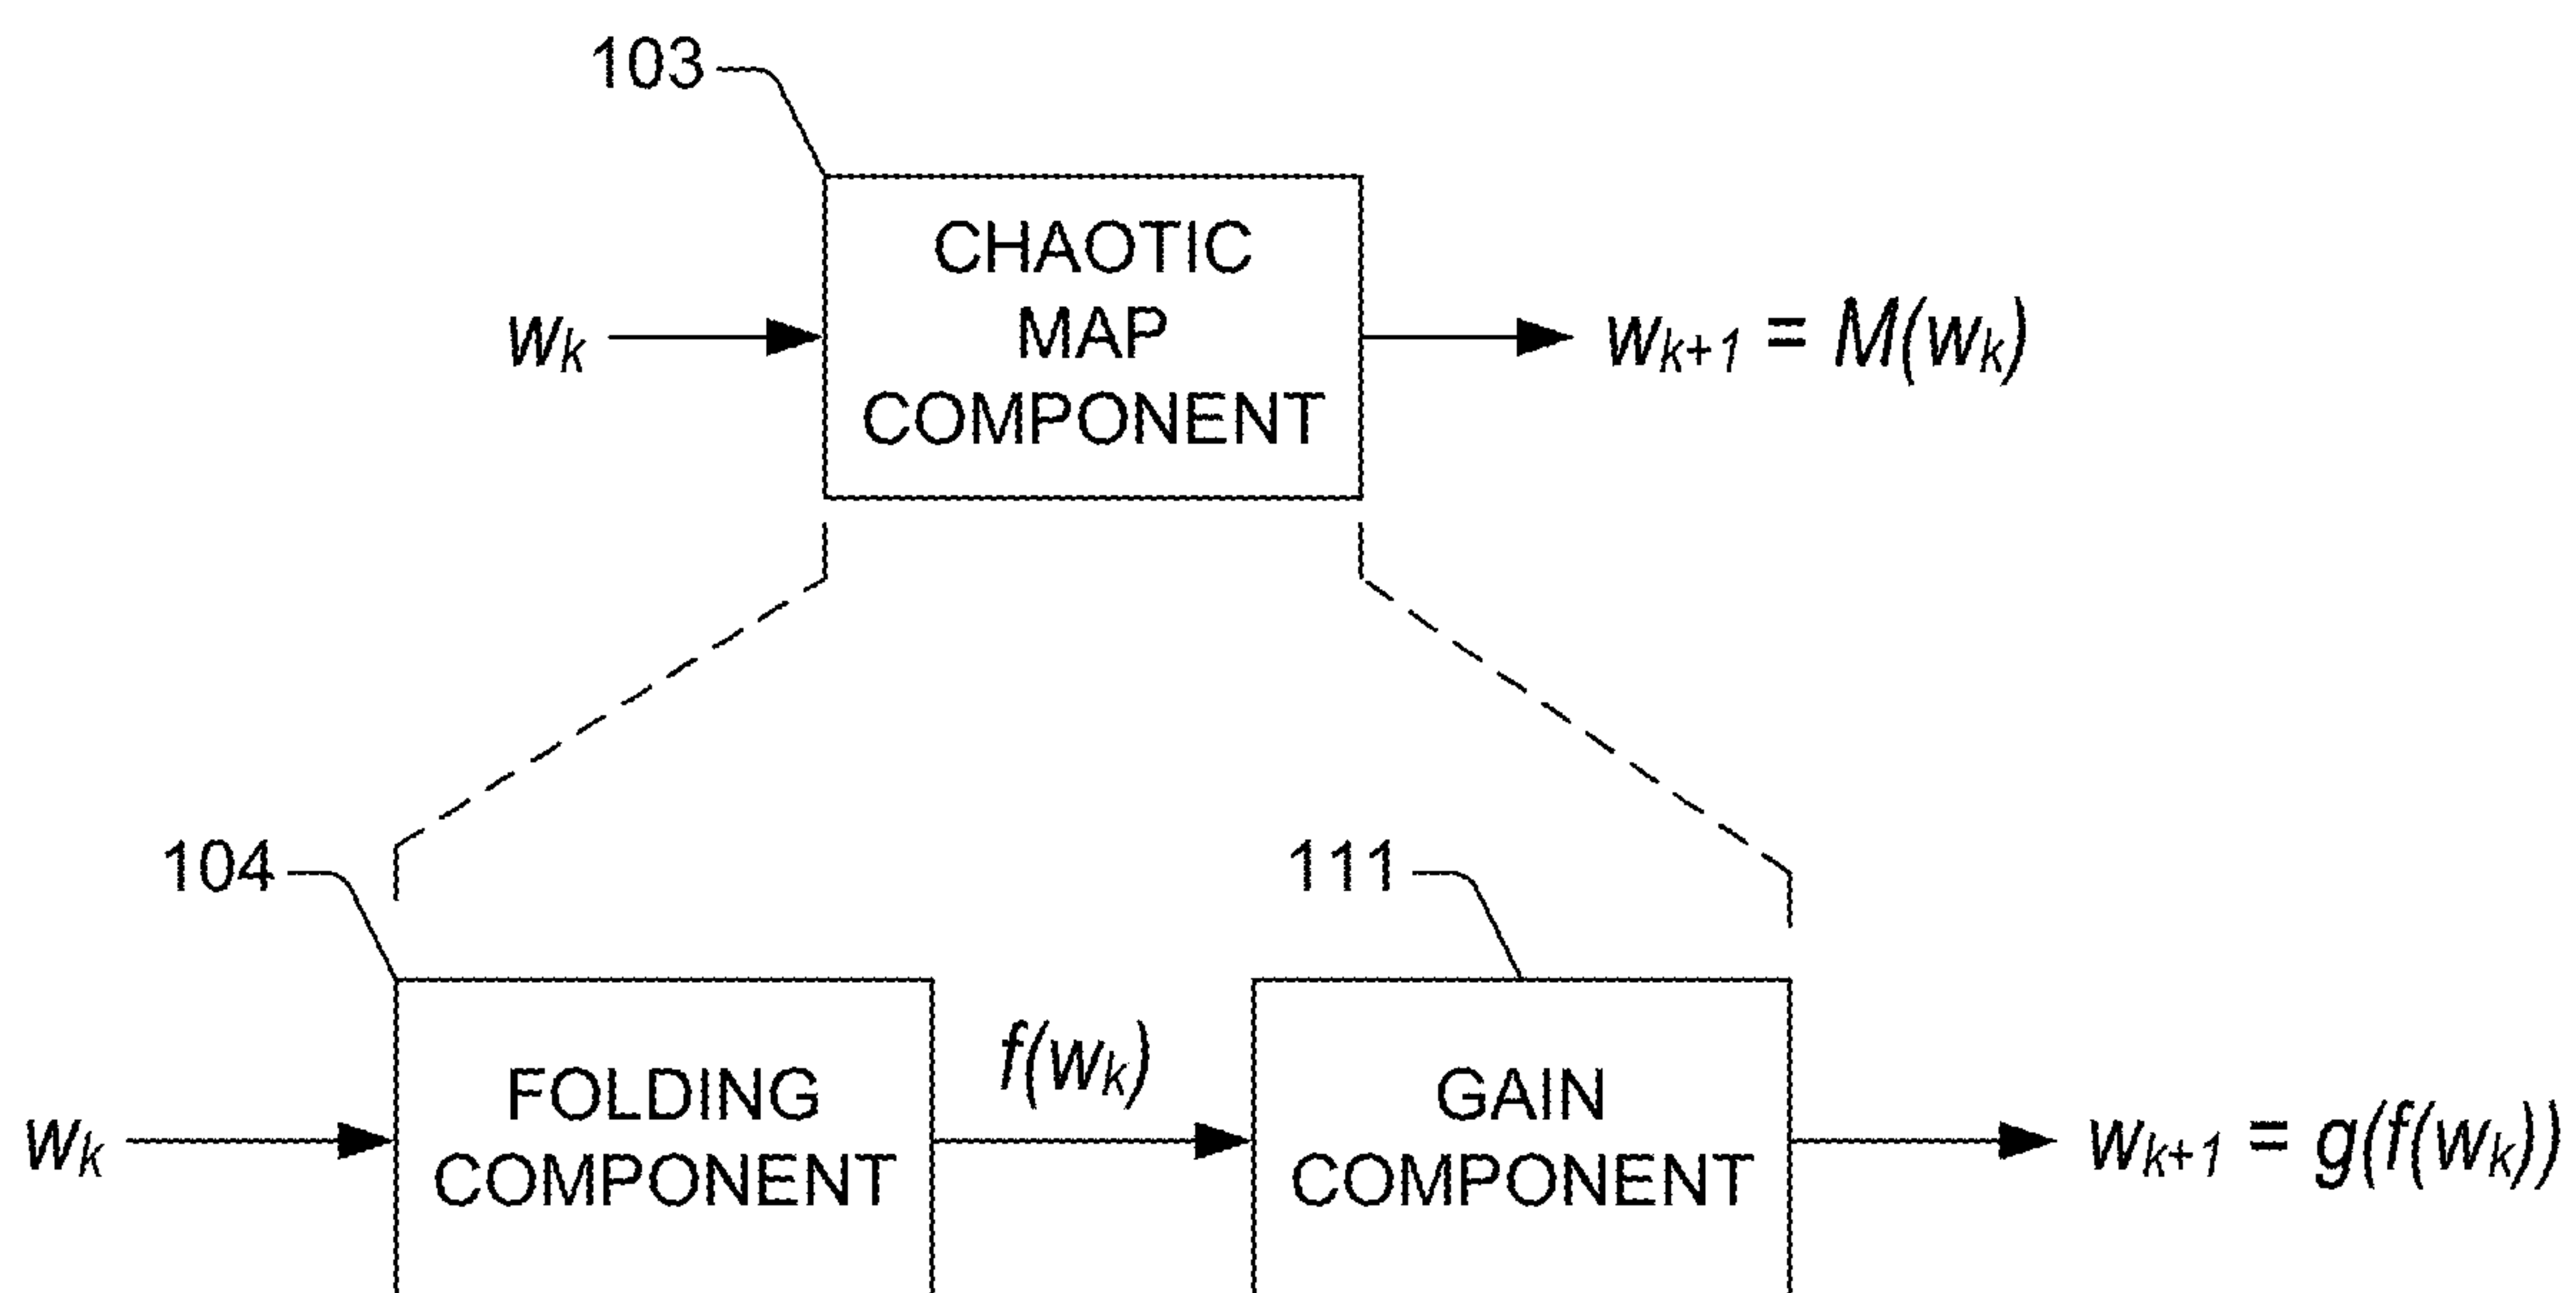 103
CHAOTIC
MAP
COMPONENT
wk
wk+1 = M(wk)
104
111
wk
FOLDING
COMPONENT
f(wk)
GAIN
COMPONENT
wk+1 = g(f(wk))